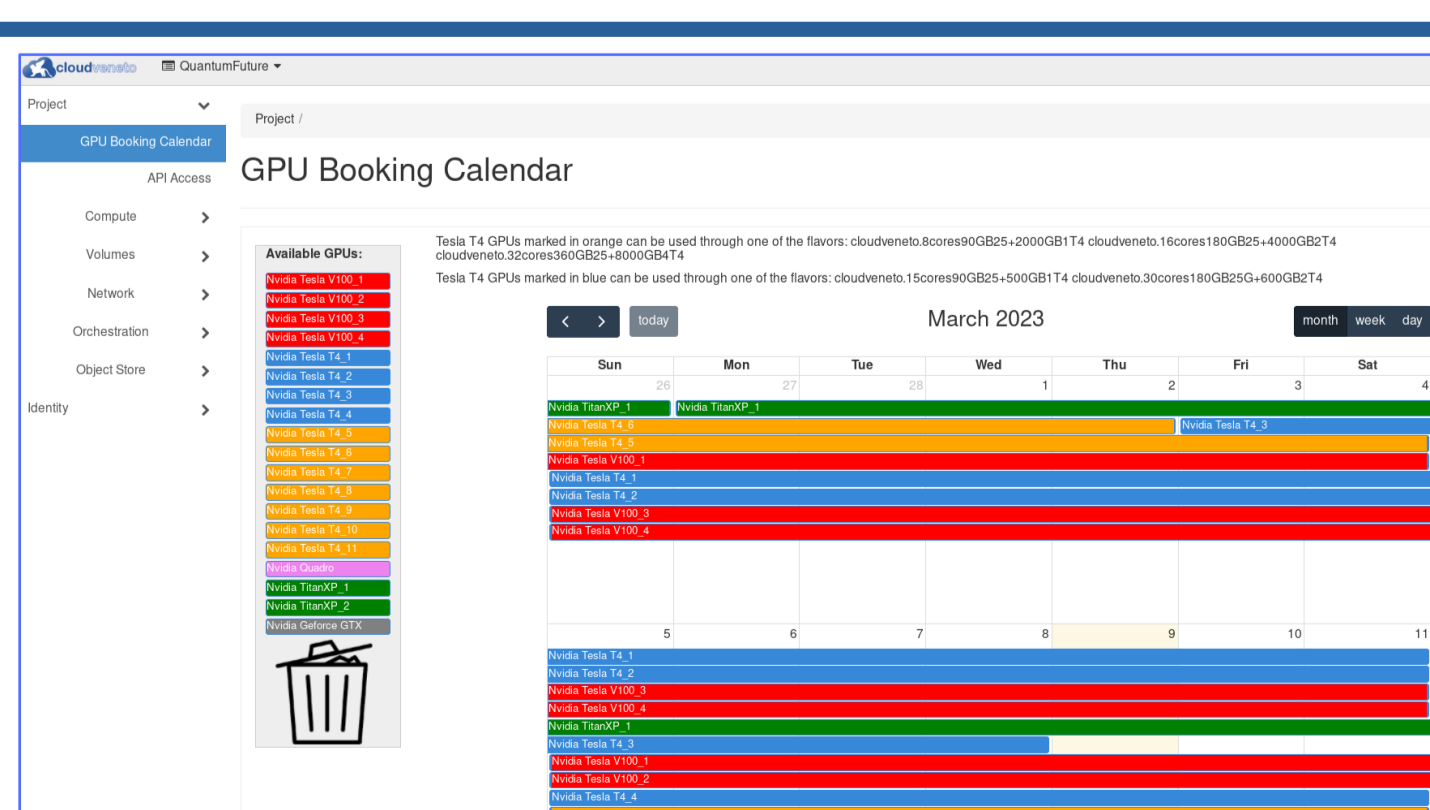 cloudveneto QuantumFuture
Project
GPU Booking Calendar
API Access
Compute
Volumes
Network
Orchestration
Object Store
Identity
Project /
GPU Booking Calendar
Available GPUs:
Nvidia Tesla V100_1
Nvidia Tesla V100_2
Nvidia Tesla V100_3
Nvidia Tesla V100_4
Nvidia Tesla T4_1
Nvidia Tesla T4_2
Nvidia Tesla T4_3
Nvidia Tesla T4_4
Nvidia Tesla T4_5
Nvidia Tesla T4_6
Nvidia Tesla T4_7
Nvidia Tesla T4_8
Nvidia Tesla T4_9
Nvidia Tesla T4_10
Nvidia Tesla T4_11
Nvidia Quadro
Nvidia TitanXP_1
Nvidia TitanXP_2
Nvidia Geforce GTX
Tesla T4 GPUs marked in orange can be used through one of the flavors: cloudveneto.8cores90GB25+2000GB1T4 cloudveneto.16cores180GB25+4000GB2T4
cloudveneto.32cores360GB25+8000GB4T4
Tesla T4 GPUs marked in blue can be used through one of the flavors: cloudveneto.15cores90GB25+500GB1T4 cloudveneto.30cores180GB25G+600GB2T4
today March 2023 month week day
Sun Mon Tue Wed Thu Fri Sat
26 27 28 1 2 3 4
Nvidia TitanXP_1 Nvidia TitanXP_1
Nvidia Tesla T4_6 Nvidia Tesla T4_3
Nvidia Tesla T4_5
Nvidia Tesla V100_1
Nvidia Tesla T4_1
Nvidia Tesla T4_2
Nvidia Tesla V100_3
Nvidia Tesla V100_4
5 6 7 8 9 10 11
Nvidia Tesla T4_1
Nvidia Tesla T4_2
Nvidia Tesla V100_3
Nvidia Tesla V100_4
Nvidia TitanXP_1
Nvidia Tesla T4_3
Nvidia Tesla V100_1
Nvidia Tesla V100_2
Nvidia Tesla T4_4